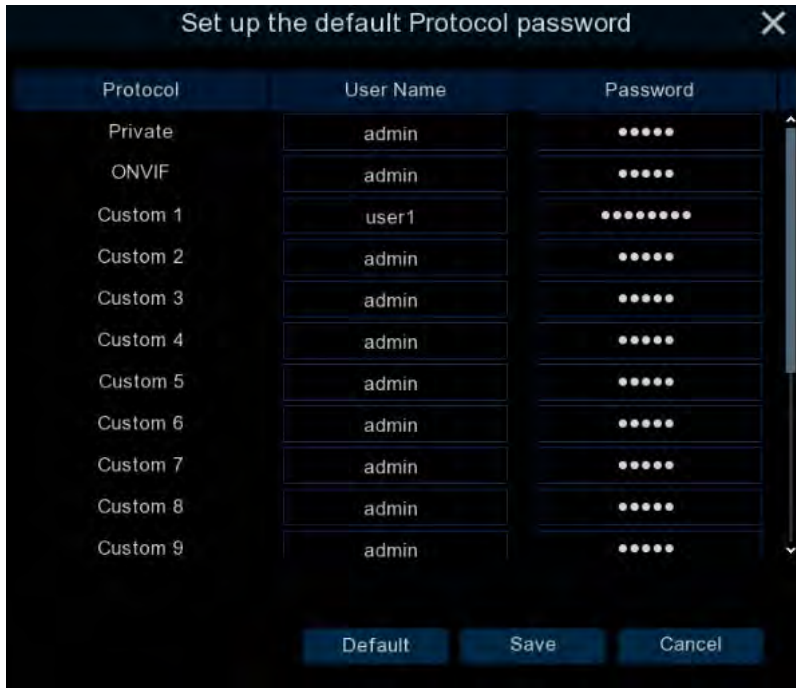 Set up the default Protocol password
Protocol User Name Password
Private admin •••••
ONVIF admin •••••
Custom 1 user1 ••••••••
Custom 2 admin •••••
Custom 3 admin •••••
Custom 4 admin •••••
Custom 5 admin •••••
Custom 6 admin •••••
Custom 7 admin •••••
Custom 8 admin •••••
Custom 9 admin •••••
Default Save Cancel